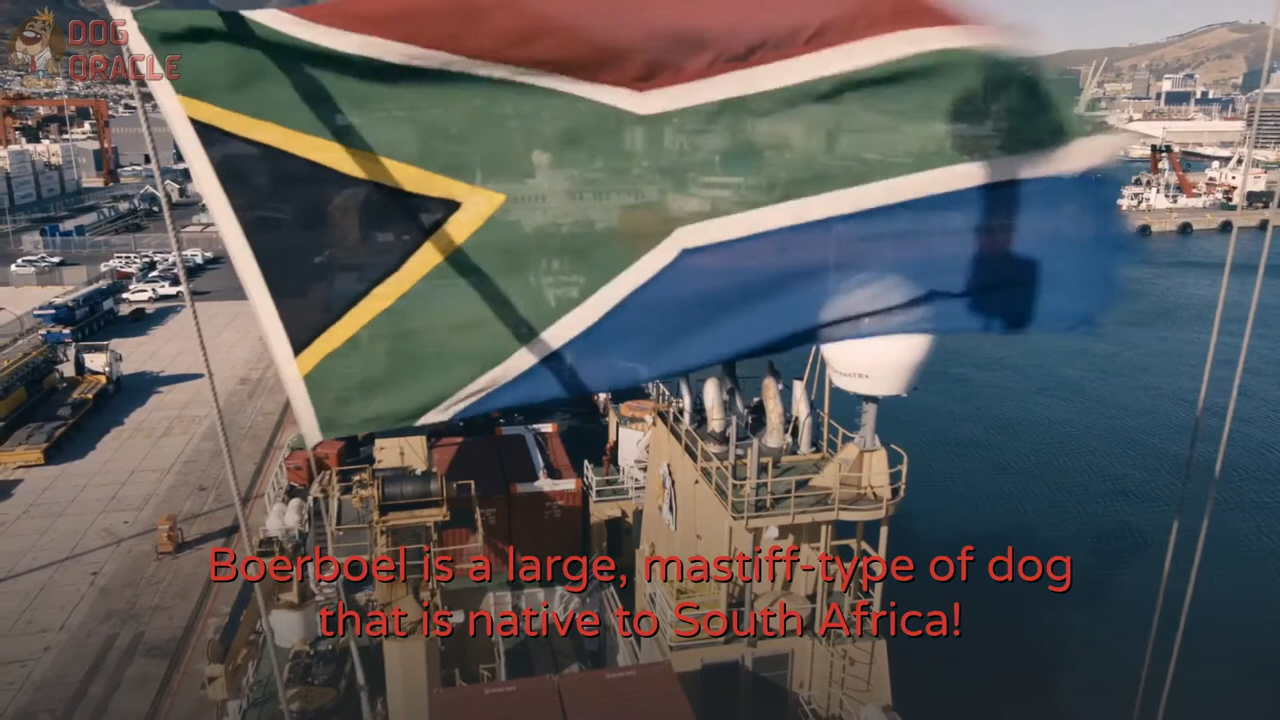 DOG
ORACLE
Boerboel is a large, mastiff-type of dog
that is native to South Africa!